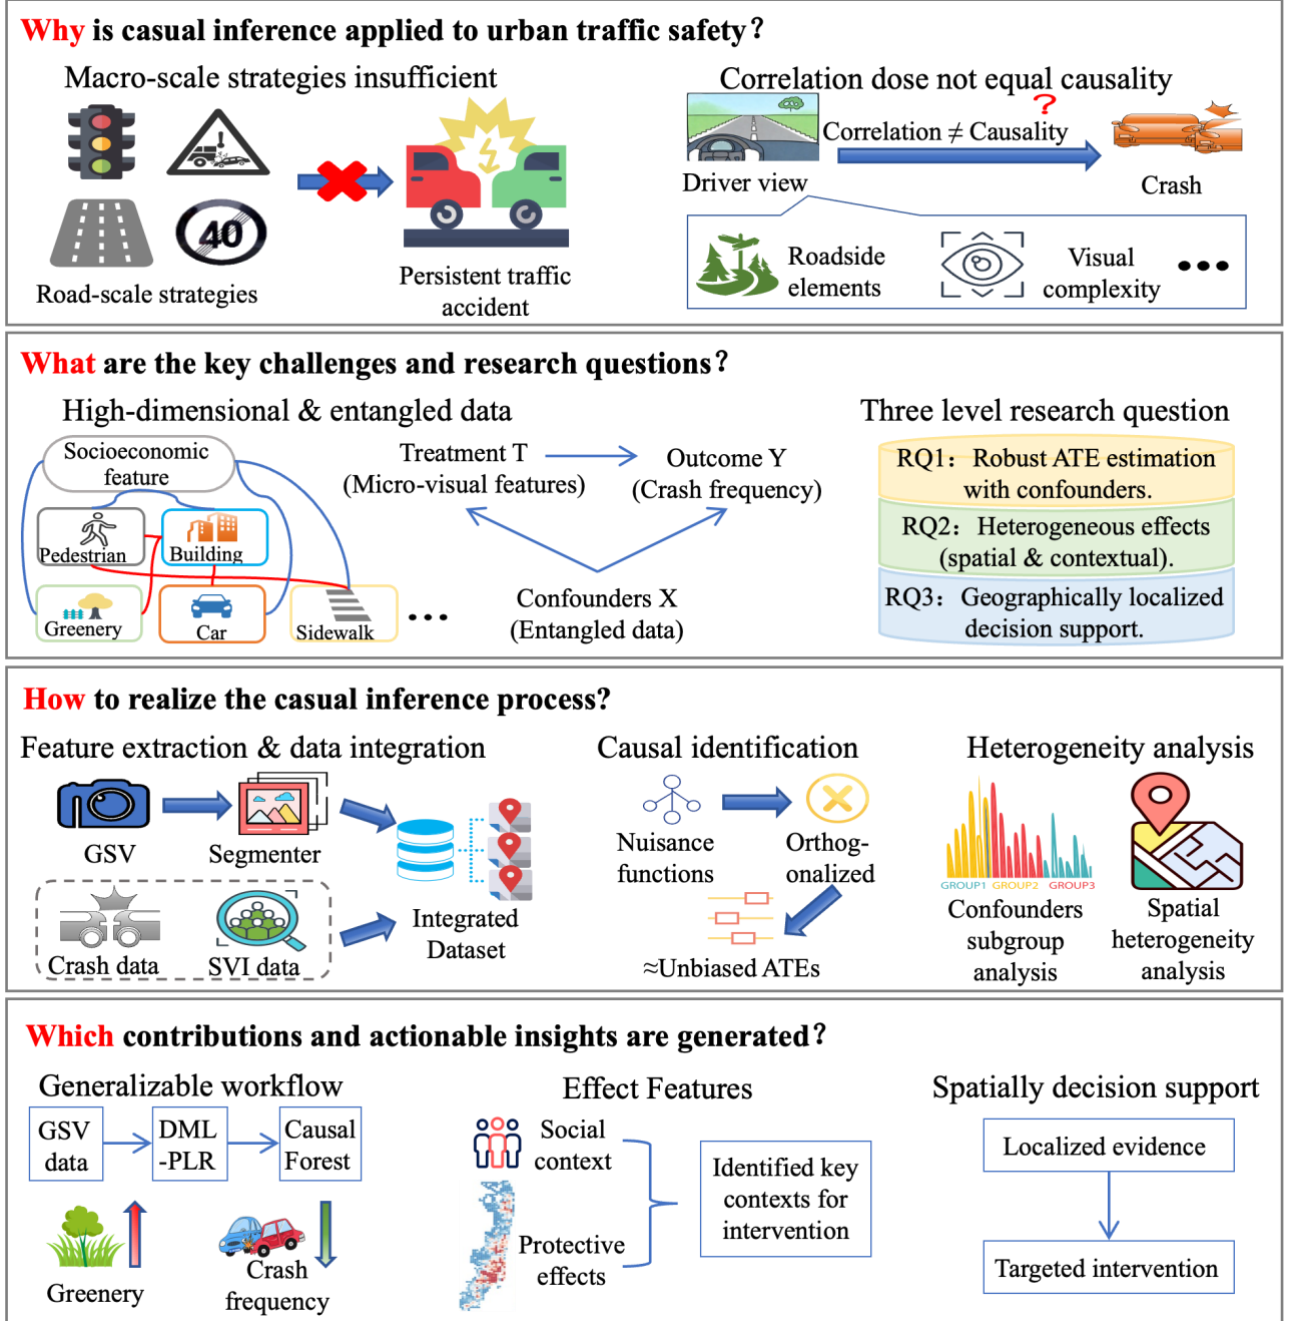 Why is casual inference applied to urban traffic safety?
Macro-scale strategies insufficient
40
Road-scale strategies
Persistent traffic
accident
Correlation dose not equal causality
?
Correlation ≠ Causality
Driver view
Crash
Roadside
elements
Visual
complexity
...
What are the key challenges and research questions?
High-dimensional & entangled data
Socioeconomic
feature
Pedestrian
Building
Greenery
Car
Sidewalk
...
Treatment T
(Micro-visual features)
Outcome Y
(Crash frequency)
Confounders X
(Entangled data)
Three level research question
RQ1: Robust ATE estimation
with confounders.
RQ2: Heterogeneous effects
(spatial & contextual).
RQ3: Geographically localized
decision support.
How to realize the casual inference process?
Feature extraction & data integration
GSV
Segmenter
Crash data
SVI data
Integrated
Dataset
Causal identification
Nuisance
functions
Orthog-
onalized
≈Unbiased ATEs
Heterogeneity analysis
GROUP1 GROUP2 GROUP3
Confounders
subgroup
analysis
Spatial
heterogeneity
analysis
Which contributions and actionable insights are generated?
Generalizable workflow
GSV
data
DML
-PLR
Causal
Forest
Greenery
Crash
frequency
Effect Features
Social
context
Protective
effects
Identified key
contexts for
intervention
Spatially decision support
Localized evidence
Targeted intervention